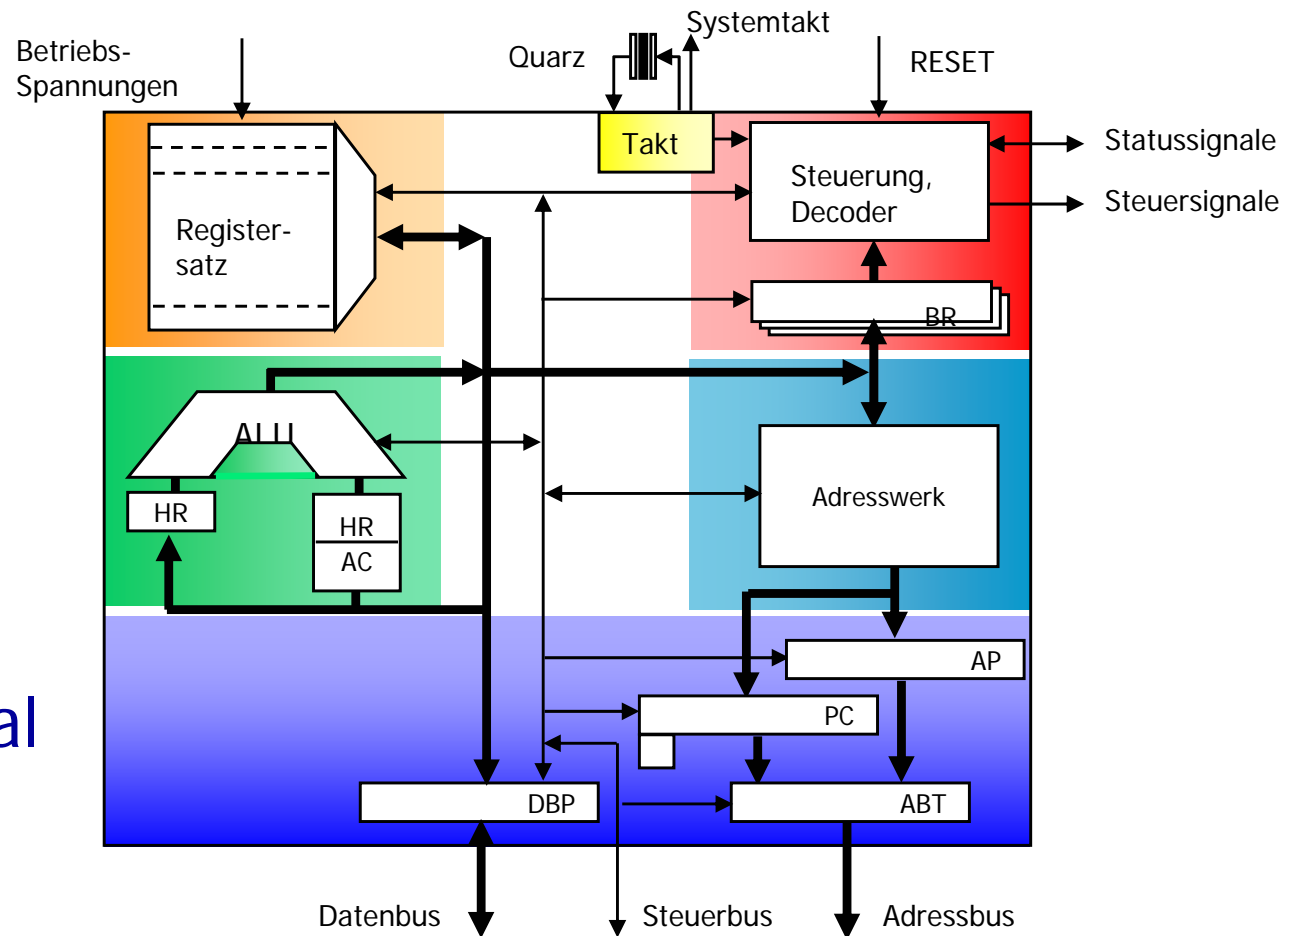 Systemtakt
Betriebs-
Spannungen
Quarz
RESET
Takt
Statussignale
Steuerung,
Decoder
Steuersignale
Register-
satz
BR
ALU
HR
HR
AC
Adresswerk
AP
al
PC
DBP
ABT
Datenbus
Steuerbus
Adressbus